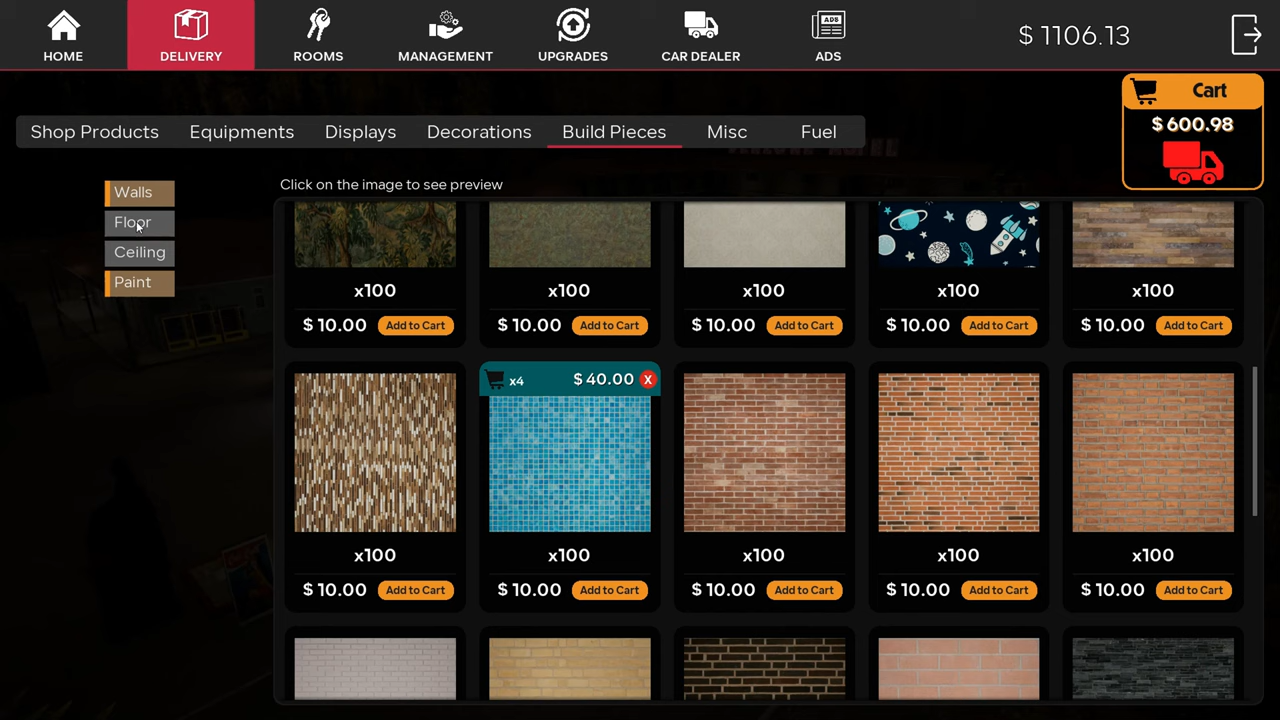 HOME
DELIVERY
ROOMS
MANAGEMENT
UPGRADES
CAR DEALER
ADS
ADS
$ 1106.13
Cart
$ 600.98
Shop Products
Equipments
Displays
Decorations
Build Pieces
Misc
Fuel
Walls
Floor
Ceiling
Paint
Click on the image to see preview
x100
x100
x100
x100
x100
$ 10.00 Add to Cart
$ 10.00 Add to Cart
$ 10.00 Add to Cart
$ 10.00 Add to Cart
$ 10.00 Add to Cart
x4 $ 40.00 X
x100
x100
x100
x100
x100
$ 10.00 Add to Cart
$ 10.00 Add to Cart
$ 10.00 Add to Cart
$ 10.00 Add to Cart
$ 10.00 Add to Cart